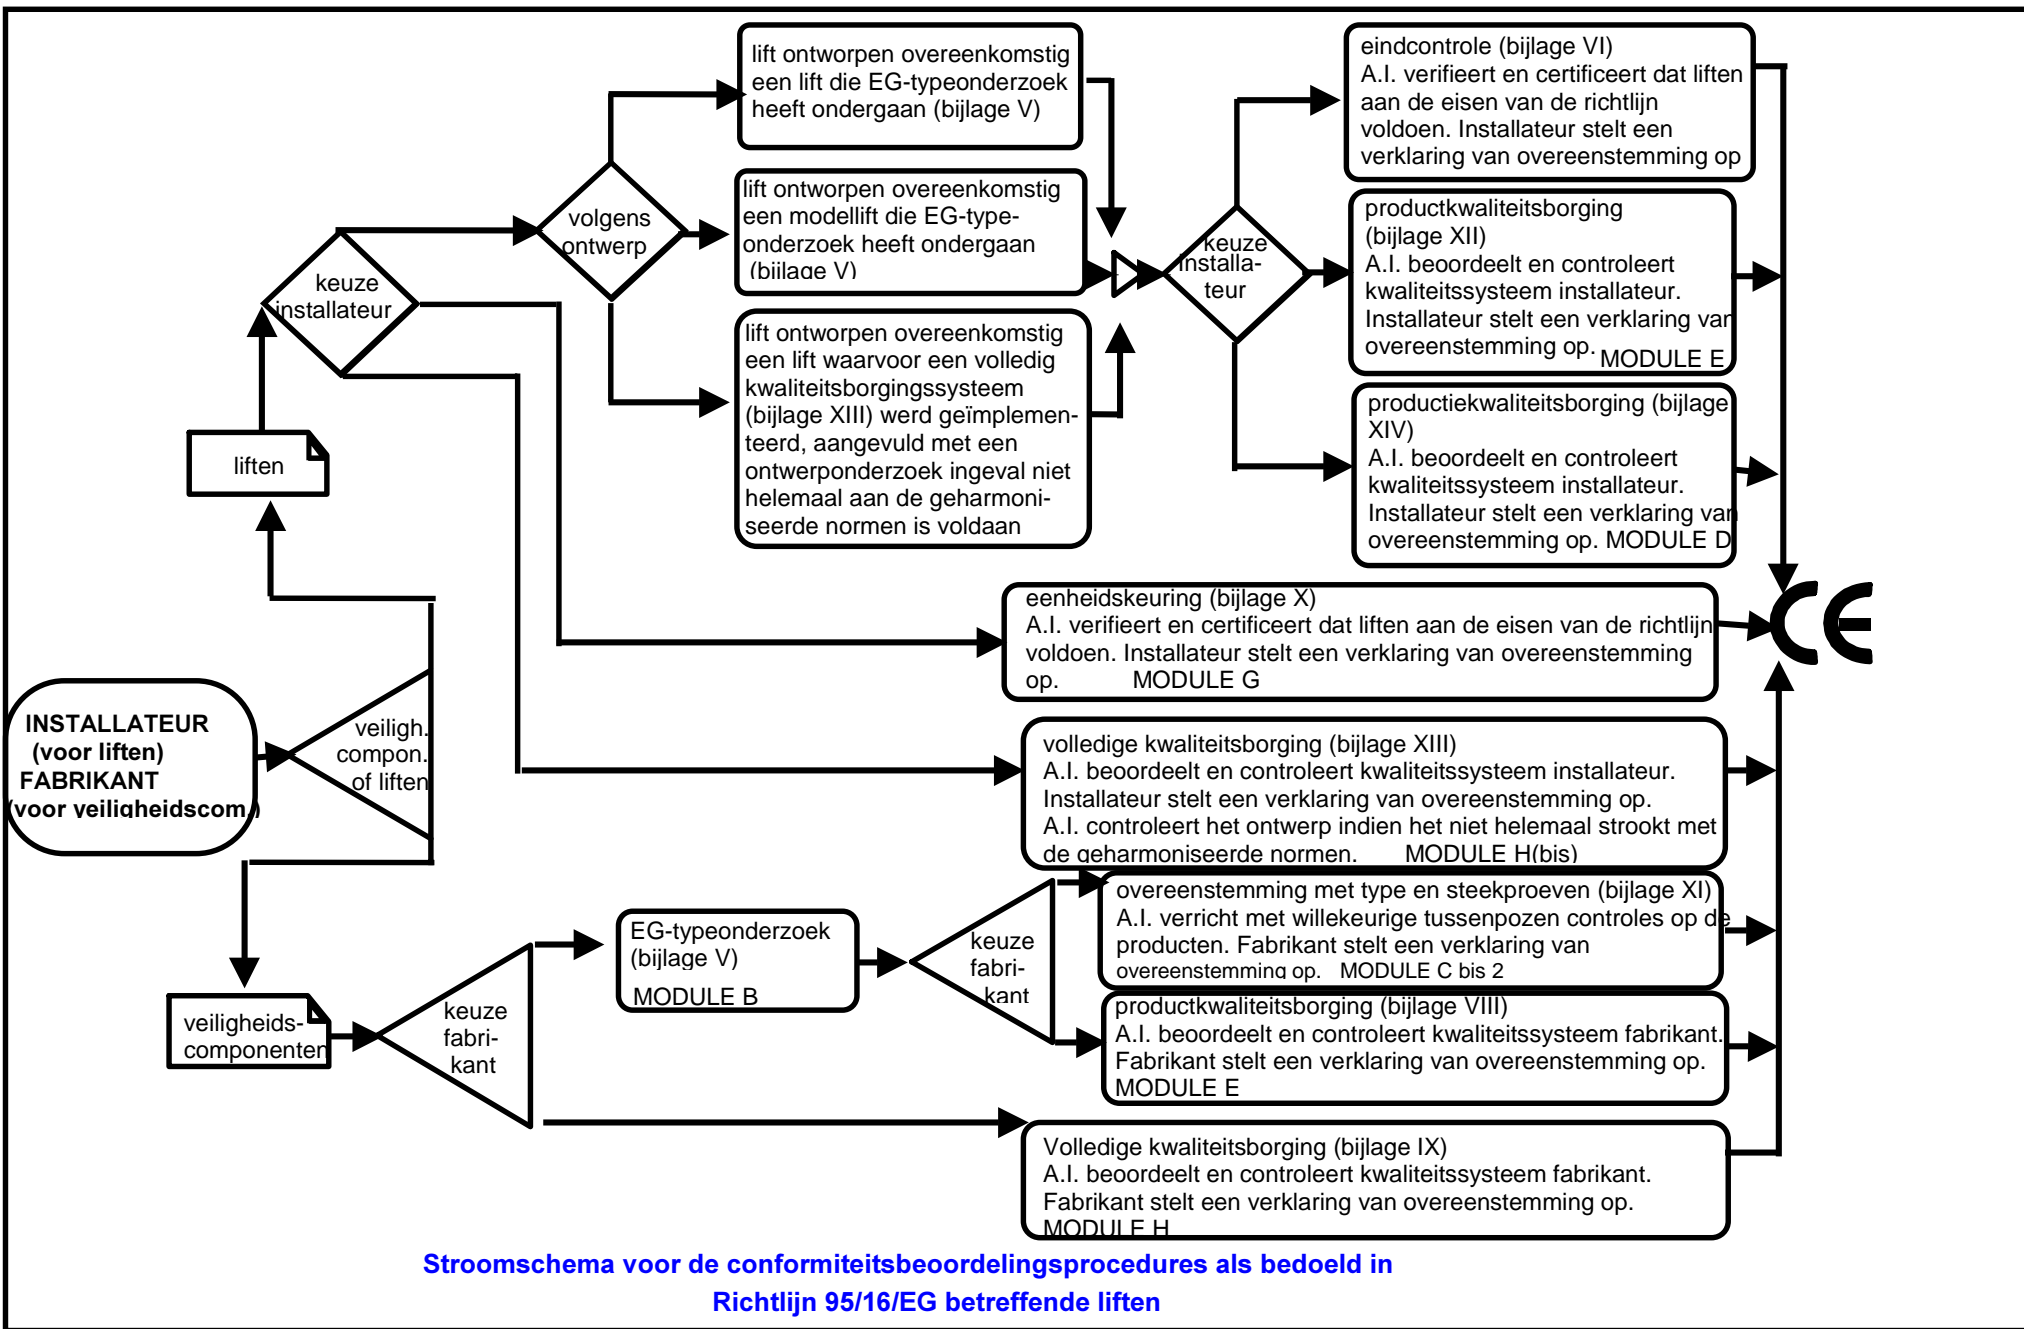 lift ontworpen overeenkomstig
een lift die EG-typeonderzoek
heeft ondergaan (bijlage V)
eindcontrole (bijlage VI)
A.I. verifieert en certificeert dat liften
aan de eisen van de richtlijn
voldoen. Installateur stelt een
verklaring van overeenstemming op
volgens
ontwerp
lift ontworpen overeenkomstig
een modellift die EG-type-
onderzoek heeft ondergaan
(bijlage V)
keuze
installa-
teur
productkwaliteitsborging
(bijlage XII)
A.I. beoordeelt en controleert
kwaliteitssysteem installateur.
Installateur stelt een verklaring van
overeenstemming op. MODULE E
keuze
installateur
lift ontworpen overeenkomstig
een lift waarvoor een volledig
kwaliteitsborgingssysteem
(bijlage XIII) werd geïmplemen-
teerd, aangevuld met een
ontwerponderzoek ingeval niet
helemaal aan de geharmoni-
seerde normen is voldaan
productiekwaliteitsborging (bijlage
XIV)
A.I. beoordeelt en controleert
kwaliteitssysteem installateur.
Installateur stelt een verklaring van
overeenstemming op. MODULE D
liften
eenheidskeuring (bijlage X)
A.I. verifieert en certificeert dat liften aan de eisen van de richtlijn
voldoen. Installateur stelt een verklaring van overeenstemming
op. MODULE G
CE
INSTALLATEUR
(voor liften)
FABRIKANT
(voor veiligheidscom.)
veiligh.
compon.
of liften
volledige kwaliteitsborging (bijlage XIII)
A.I. beoordeelt en controleert kwaliteitssysteem installateur.
Installateur stelt een verklaring van overeenstemming op.
A.I. controleert het ontwerp indien het niet helemaal strookt met
de geharmoniseerde normen. MODULE H(bis)
EG-typeonderzoek
(bijlage V)
MODULE B
keuze
fabri-
kant
overeenstemming met type en steekproeven (bijlage XI)
A.I. verricht met willekeurige tussenpozen controles op de
producten. Fabrikant stelt een verklaring van
overeenstemming op. MODULE C bis 2
veiligheids-
componenten
keuze
fabri-
kant
productkwaliteitsborging (bijlage VIII)
A.I. beoordeelt en controleert kwaliteitssysteem fabrikant.
Fabrikant stelt een verklaring van overeenstemming op.
MODULE E
Volledige kwaliteitsborging (bijlage IX)
A.I. beoordeelt en controleert kwaliteitssysteem fabrikant.
Fabrikant stelt een verklaring van overeenstemming op.
MODULE H
Stroomschema voor de conformiteitsbeoordelingsprocedures als bedoeld in
Richtlijn 95/16/EG betreffende liften